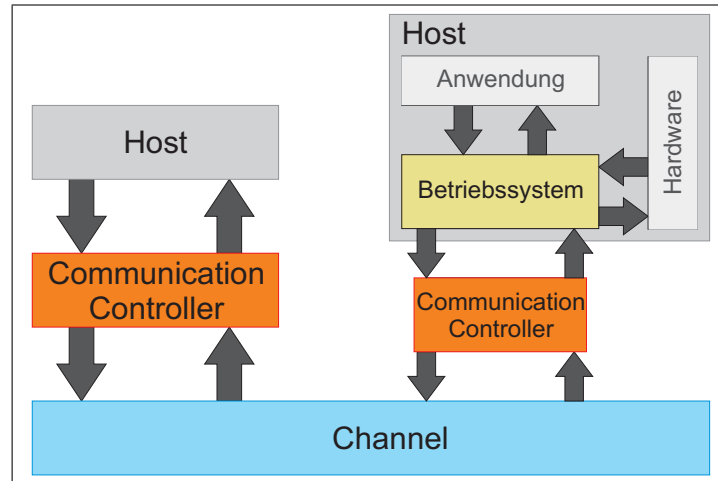 Host
Communication
Controller
Host
Anwendung
Hardware
Betriebssystem
Communication
Controller
Channel